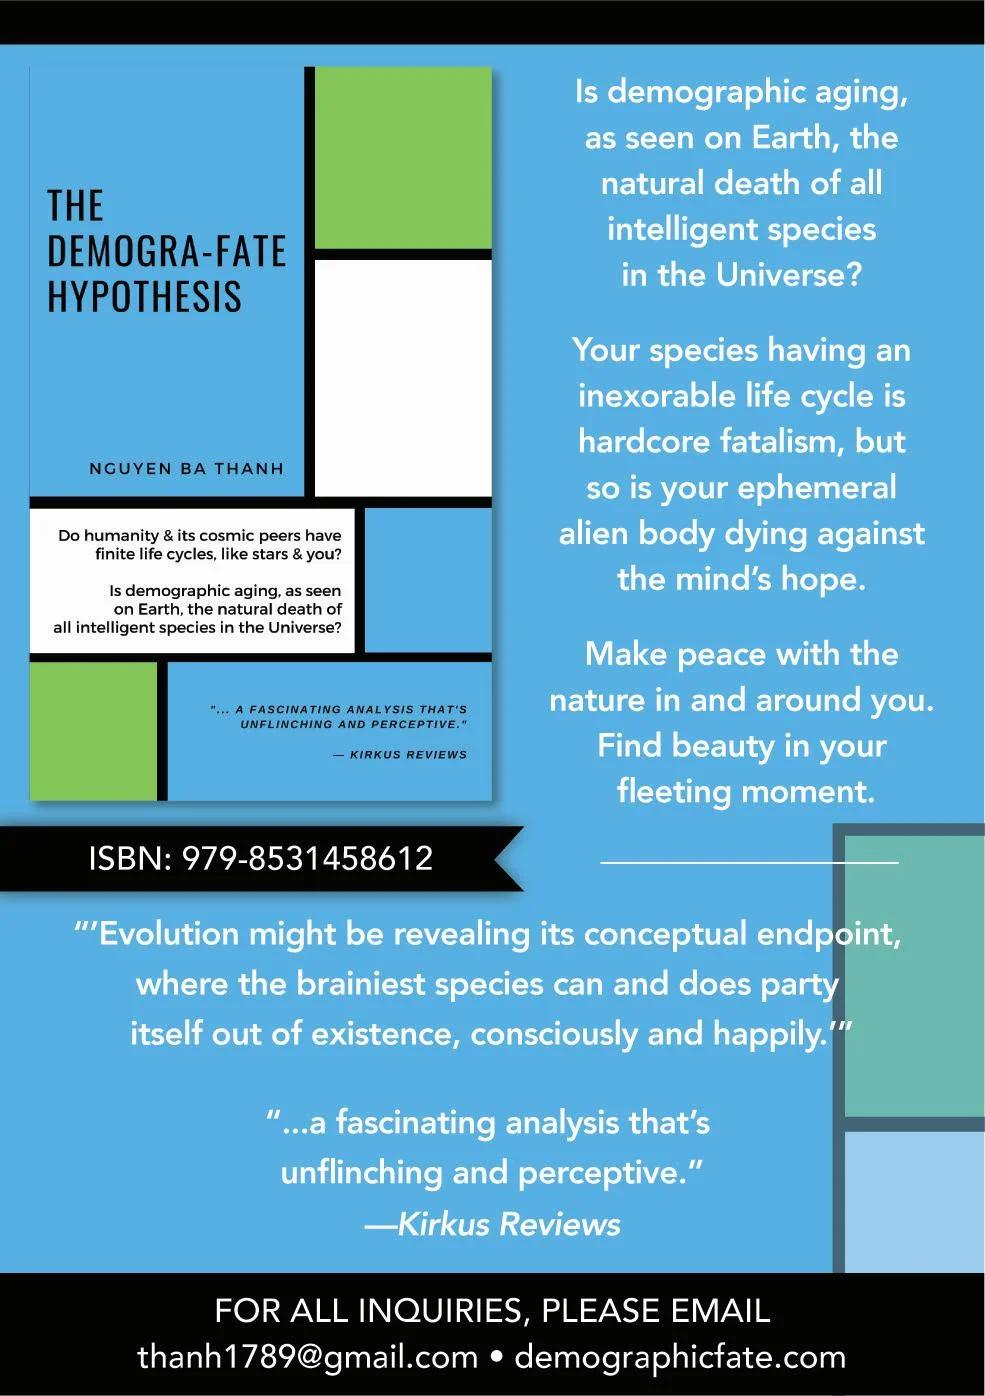 THE
DEMOGRA-FATE
HYPOTHESIS
NGUYEN BA THANH
Do humanity & its cosmic peers have
finite life cycles, like stars & you?
Is demographic aging, as seen
on Earth, the natural death of
all intelligent species in the Universe?
"... A FASCINATING ANALYSIS THAT'S
UNFLINCHING AND PERCEPTIVE."
— KIRKUS REVIEWS
Is demographic aging,
as seen on Earth, the
natural death of all
intelligent species
in the Universe?
Your species having an
inexorable life cycle is
hardcore fatalism, but
so is your ephemeral
alien body dying against
the mind’s hope.
Make peace with the
nature in and around you.
Find beauty in your
fleeting moment.
ISBN: 979-8531458612
“’Evolution might be revealing its conceptual endpoint,
where the brainiest species can and does party
itself out of existence, consciously and happily.’”
“...a fascinating analysis that’s
unflinching and perceptive.”
—Kirkus Reviews
FOR ALL INQUIRIES, PLEASE EMAIL
thanh1789@gmail.com • demographicfate.com